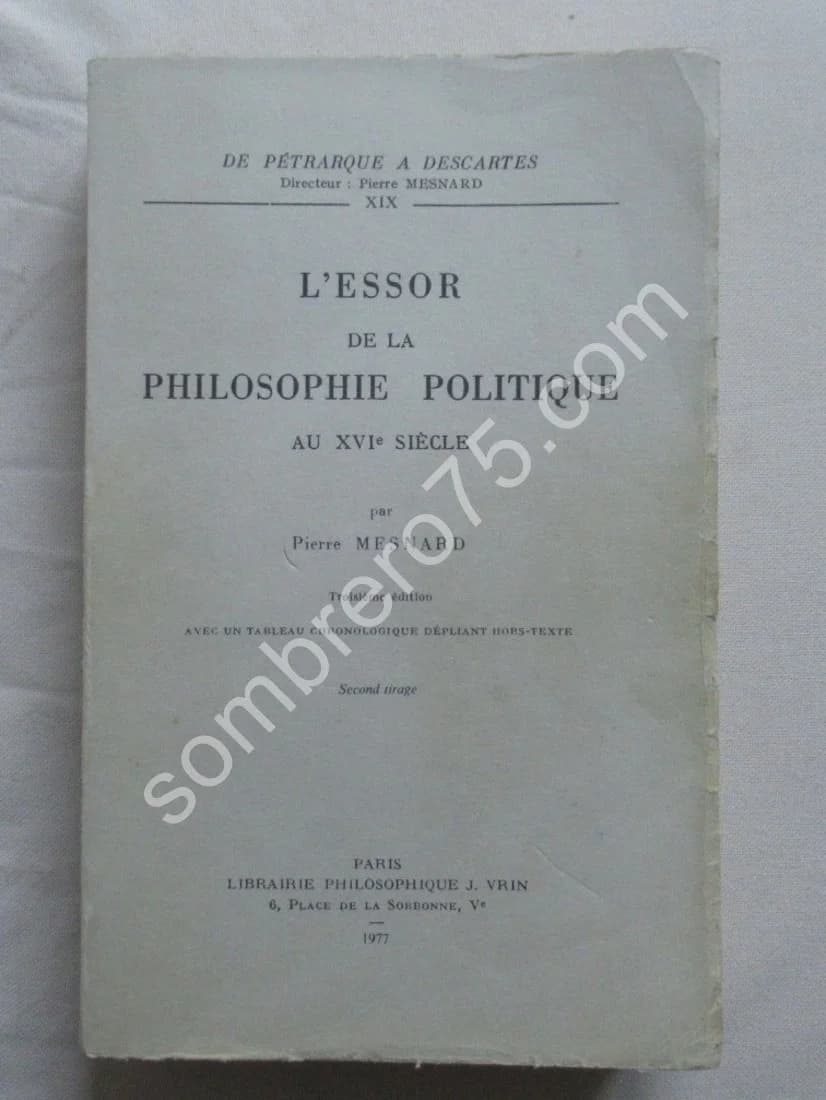 DE PÉTRARQUE A DESCARTES
Directeur : Pierre MESNARD
XIX
L'ESSOR
DE LA
PHILOSOPHIE POLITIQUE
AU XVIe SIÈCLE
par
Pierre MESNARD
Troisième édition
AVEC UN TABLEAU CHRONOLOGIQUE DÉPLIANT HORS-TEXTE
Second tirage
PARIS
LIBRAIRIE PHILOSOPHIQUE J. VRIN
6, PLACE DE LA SORBONNE, Ve
1977
sombrero75.com